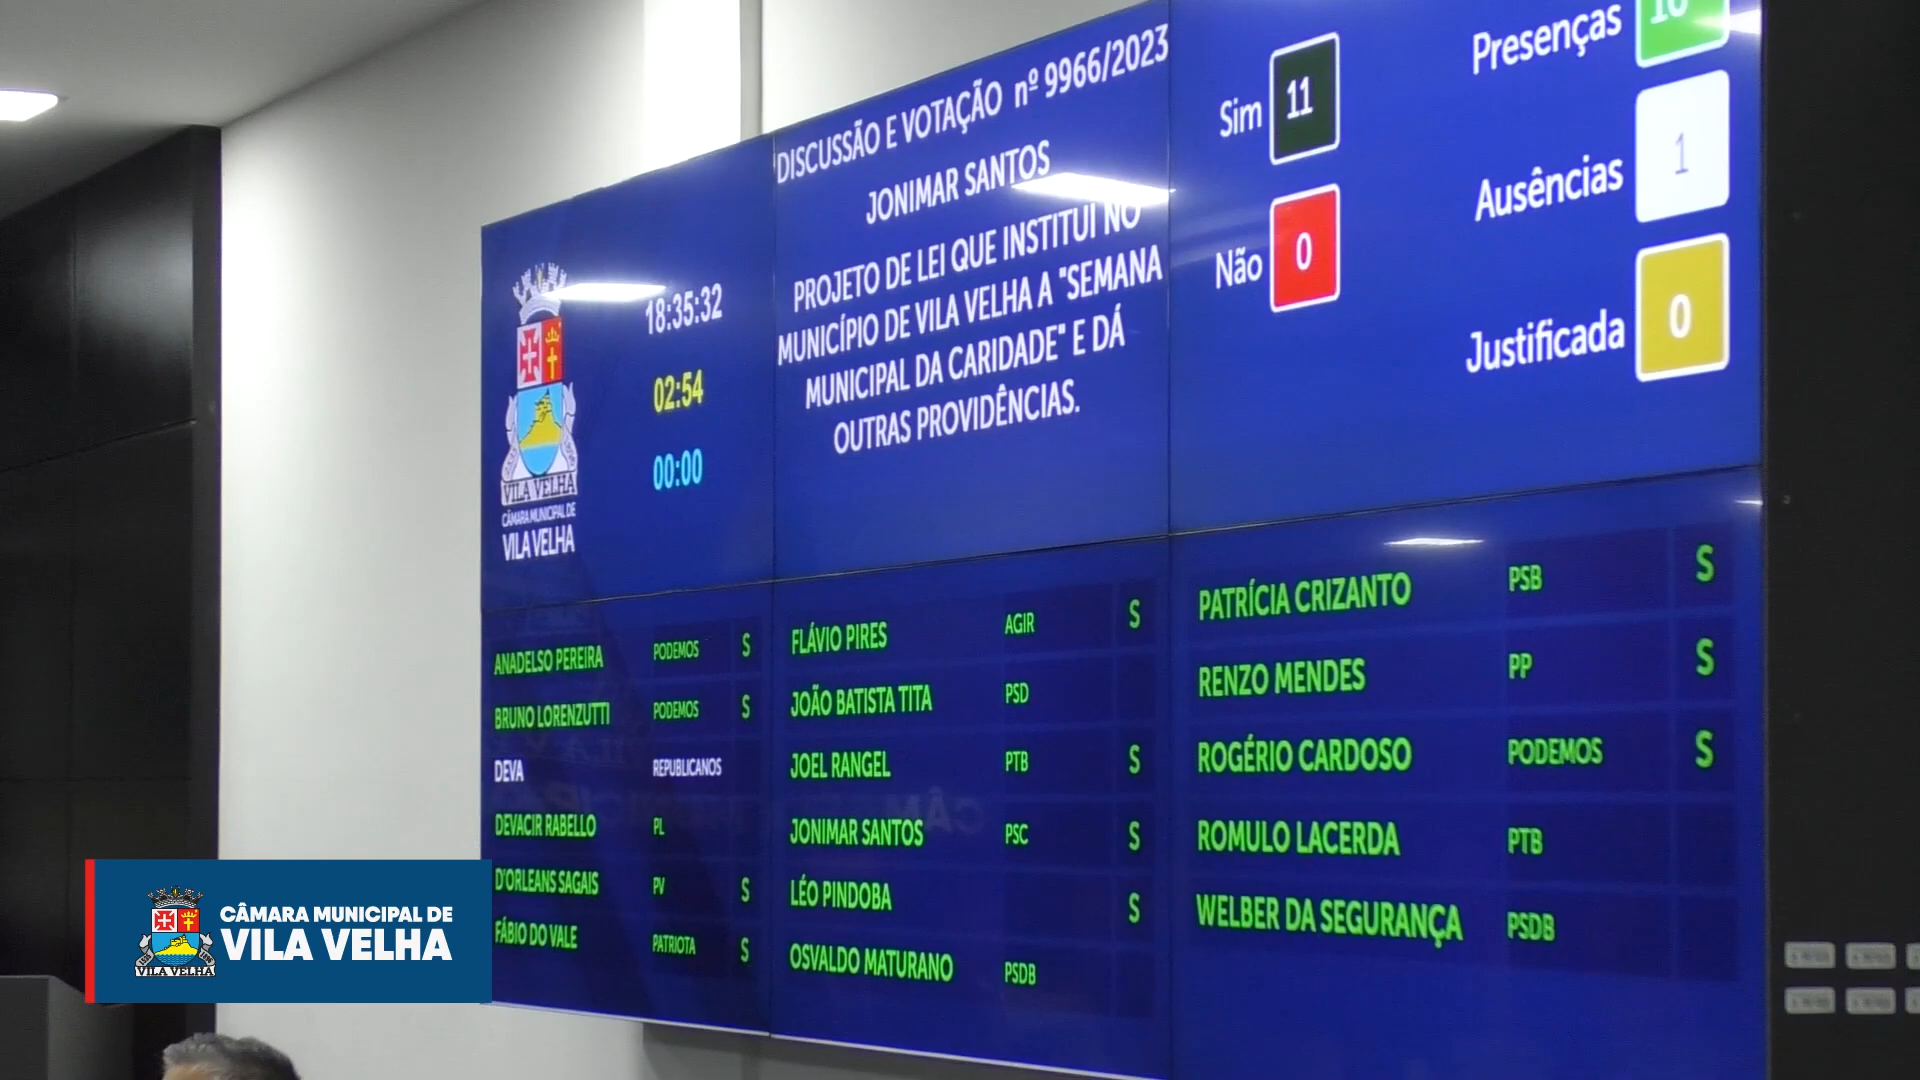 18:35:32
02:54
00:00
VILA VELHA
CÂMARA MUNICIPAL DE
VILA VELHA
DISCUSSÃO E VOTAÇÃO nº 9966/2023
JONIMAR SANTOS
PROJETO DE LEI QUE INSTITUI NO
MUNICÍPIO DE VILA VELHA A "SEMANA
MUNICIPAL DA CARIDADE" E DÁ
OUTRAS PROVIDÊNCIAS.
Sim 11
Não 0
Presenças
Ausências 1
Justificada 0
ANADELSO PEREIRA PODEMOS S
BRUNO LORENZUTTI PODEMOS S
DEVA REPUBLICANOS
DEVACIR RABELLO PL
D'ORLEANS SAGAIS PV S
FÁBIO DO VALE PATRIOTA S
FLÁVIO PIRES AGIR S
JOÃO BATISTA TITA PSD
JOEL RANGEL PTB S
JONIMAR SANTOS PSC S
LÉO PINDOBA S
OSVALDO MATURANO PSDB
PATRÍCIA CRIZANTO PSB S
RENZO MENDES PP S
ROGÉRIO CARDOSO PODEMOS S
ROMULO LACERDA PTB
WELBER DA SEGURANÇA PSDB
VILA VELHA
CÂMARA MUNICIPAL DE
VILA VELHA